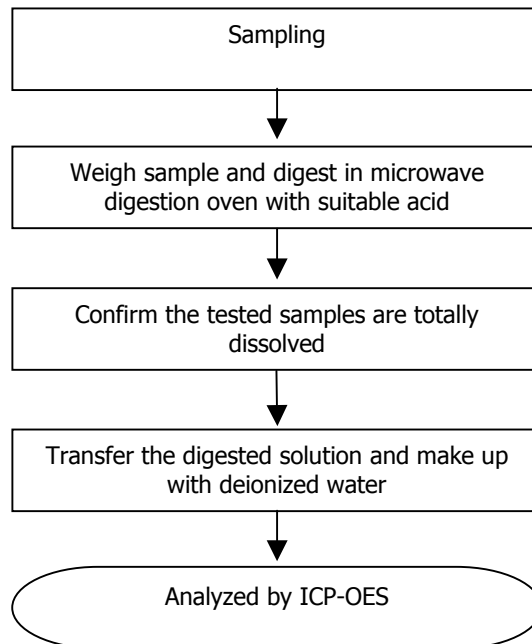 Sampling
Weigh sample and digest in microwave
digestion oven with suitable acid
Confirm the tested samples are totally
dissolved
Transfer the digested solution and make up
with deionized water
Analyzed by ICP-OES